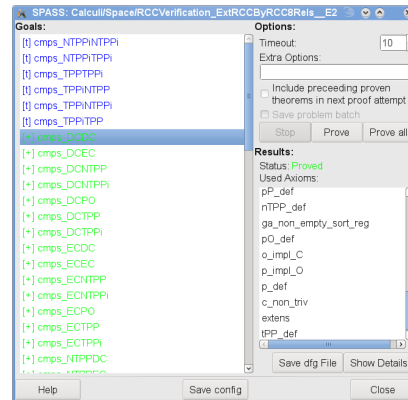 SPASS: Calculi/Space/RCCVerification_ExtRCCByRCC8Rels__E2
Goals:
[t] cmps_NTPPiNTPPi
[t] cmps_NTPPiTPPi
[t] cmps_TPPTPPi
[t] cmps_TPPiNTPP
[t] cmps_TPPiNTPPi
[t] cmps_TPPiTPP
[+] cmps_DCDC
[+] cmps_DCEC
[+] cmps_DCNTPP
[+] cmps_DCNTPPi
[+] cmps_DCPO
[+] cmps_DCTPP
[+] cmps_DCTPPi
[+] cmps_ECDC
[+] cmps_ECEC
[+] cmps_ECNTPP
[+] cmps_ECNTPPi
[+] cmps_ECPO
[+] cmps_ECTPP
[+] cmps_ECTPPi
[+] cmps_NTPPDC
[+] cmps_NTPPEC
Options:
Timeout: 10
Extra Options:
Include preceeding proven
theorems in next proof attempt
Save problem batch
Stop Prove Prove all
Results:
Status: Proved
Used Axioms:
pP_def
nTPP_def
ga_non_empty_sort_reg
pO_def
o_impl_C
p_impl_O
p_def
c_non_triv
extens
tPP_def
Save dfg File Show Details
Help Save config Close